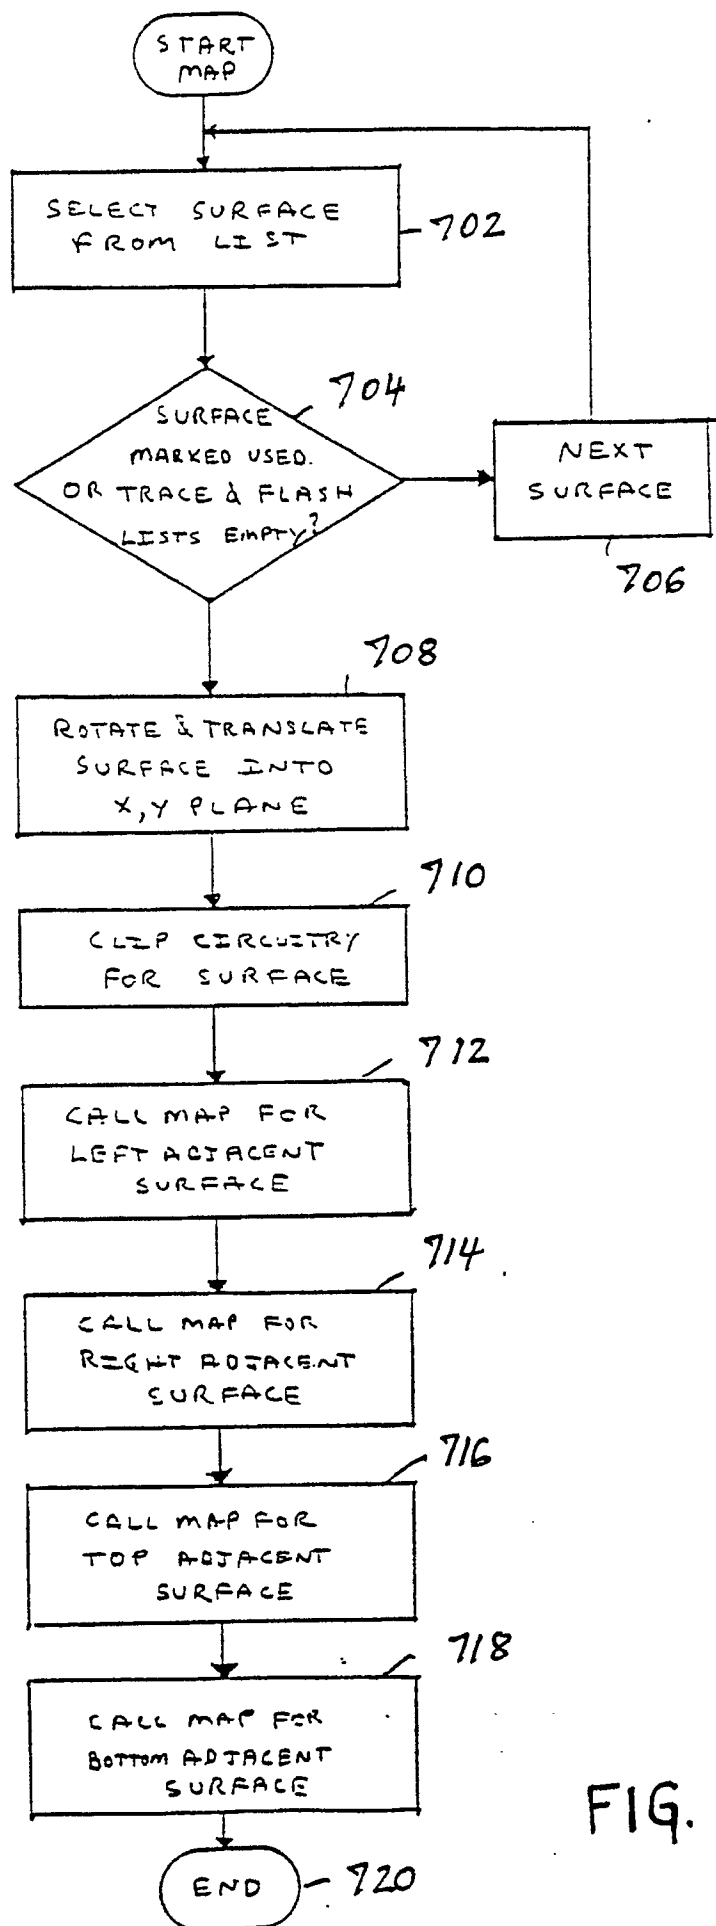 START
MAP
SELECT SURFACE
FROM LIST
702
704
SURFACE
MARKED USED.
OR TRACE & FLASH
LISTS EMPTY?
NEXT
SURFACE
706
708
ROTATE & TRANSLATE
SURFACE INTO
X,Y PLANE
710
CLIP CIRCUITRY
FOR SURFACE
712
CALL MAP FOR
LEFT ADJACENT
SURFACE
714
CALL MAP FOR
RIGHT ADJACENT
SURFACE
716
CALL MAP FOR
TOP ADJACENT
SURFACE
718
CALL MAP FOR
BOTTOM ADJACENT
SURFACE
FIG.
END
720